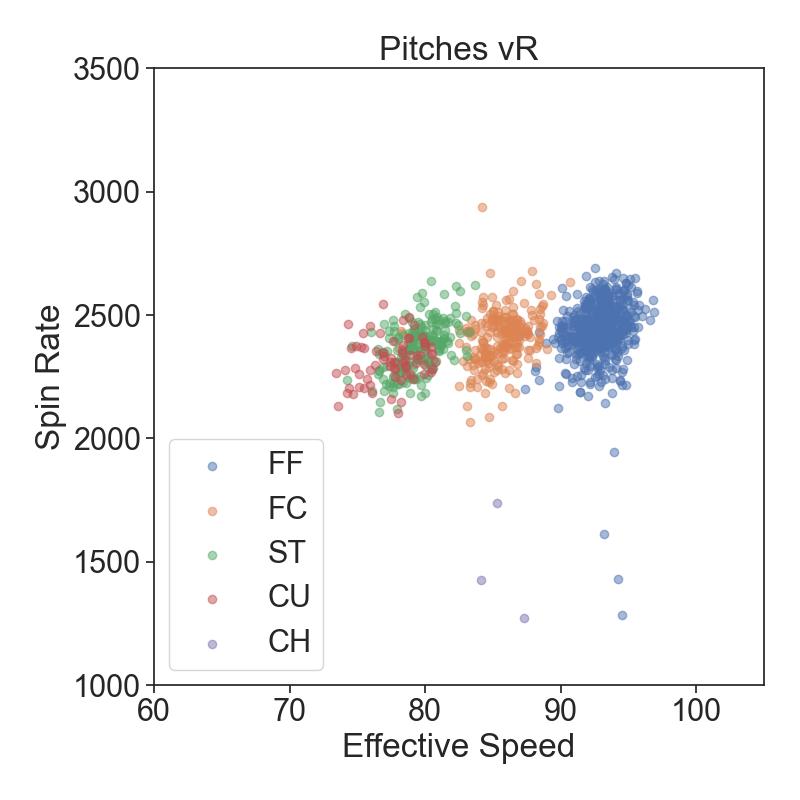 Pitches vR
3500
3000
2500
2000
1500
1000
Spin Rate
FF
FC
ST
CU
CH
60 70 80 90 100
Effective Speed